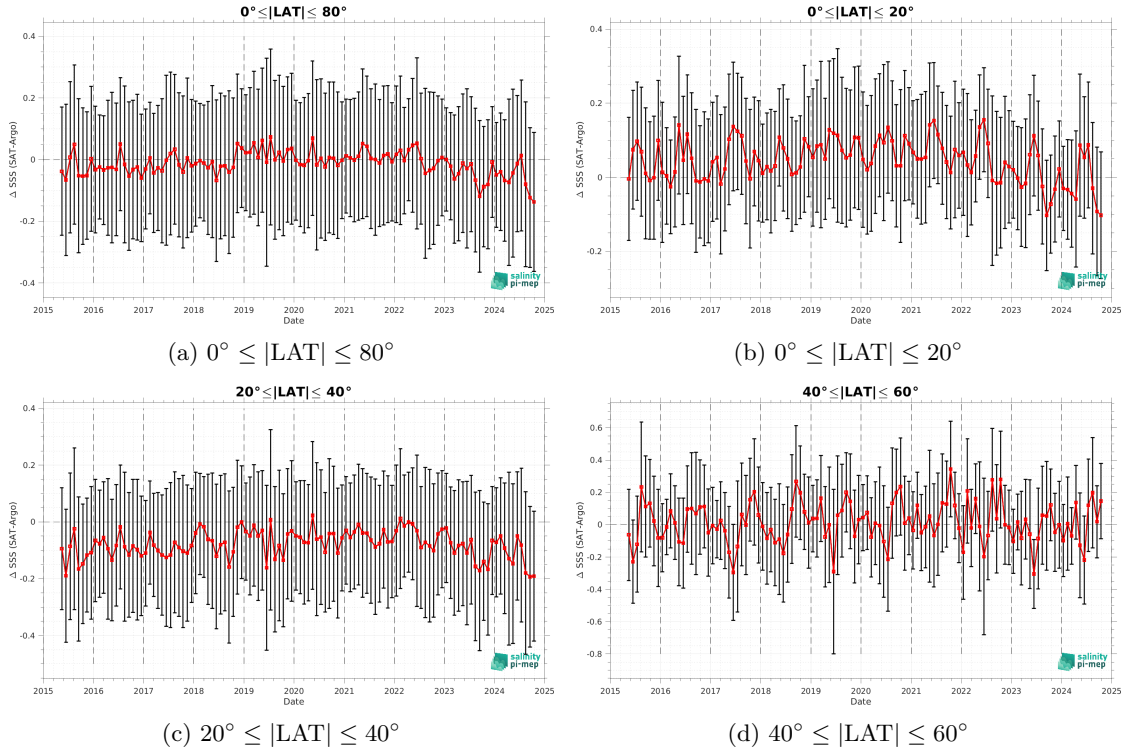 0°≤|LAT|≤ 80°
Δ SSS (SAT-Argo)
0.4
0.2
0
-0.2
-0.4
2015 2016 2017 2018 2019 2020 2021 2022 2023 2024 2025
Date
salinity
pi-mep
(a) 0° ≤ |LAT| ≤ 80°
0°≤|LAT|≤ 20°
Δ SSS (SAT-Argo)
0.4
0.2
0
-0.2
2015 2016 2017 2018 2019 2020 2021 2022 2023 2024 2025
Date
salinity
pi-mep
(b) 0° ≤ |LAT| ≤ 20°
20°≤|LAT|≤ 40°
Δ SSS (SAT-Argo)
0.4
0.2
0
-0.2
-0.4
2015 2016 2017 2018 2019 2020 2021 2022 2023 2024 2025
Date
salinity
pi-mep
(c) 20° ≤ |LAT| ≤ 40°
40°≤|LAT|≤ 60°
Δ SSS (SAT-Argo)
0.6
0.4
0.2
0
-0.2
-0.4
-0.6
-0.8
2015 2016 2017 2018 2019 2020 2021 2022 2023 2024 2025
Date
salinity
pi-mep
(d) 40° ≤ |LAT| ≤ 60°